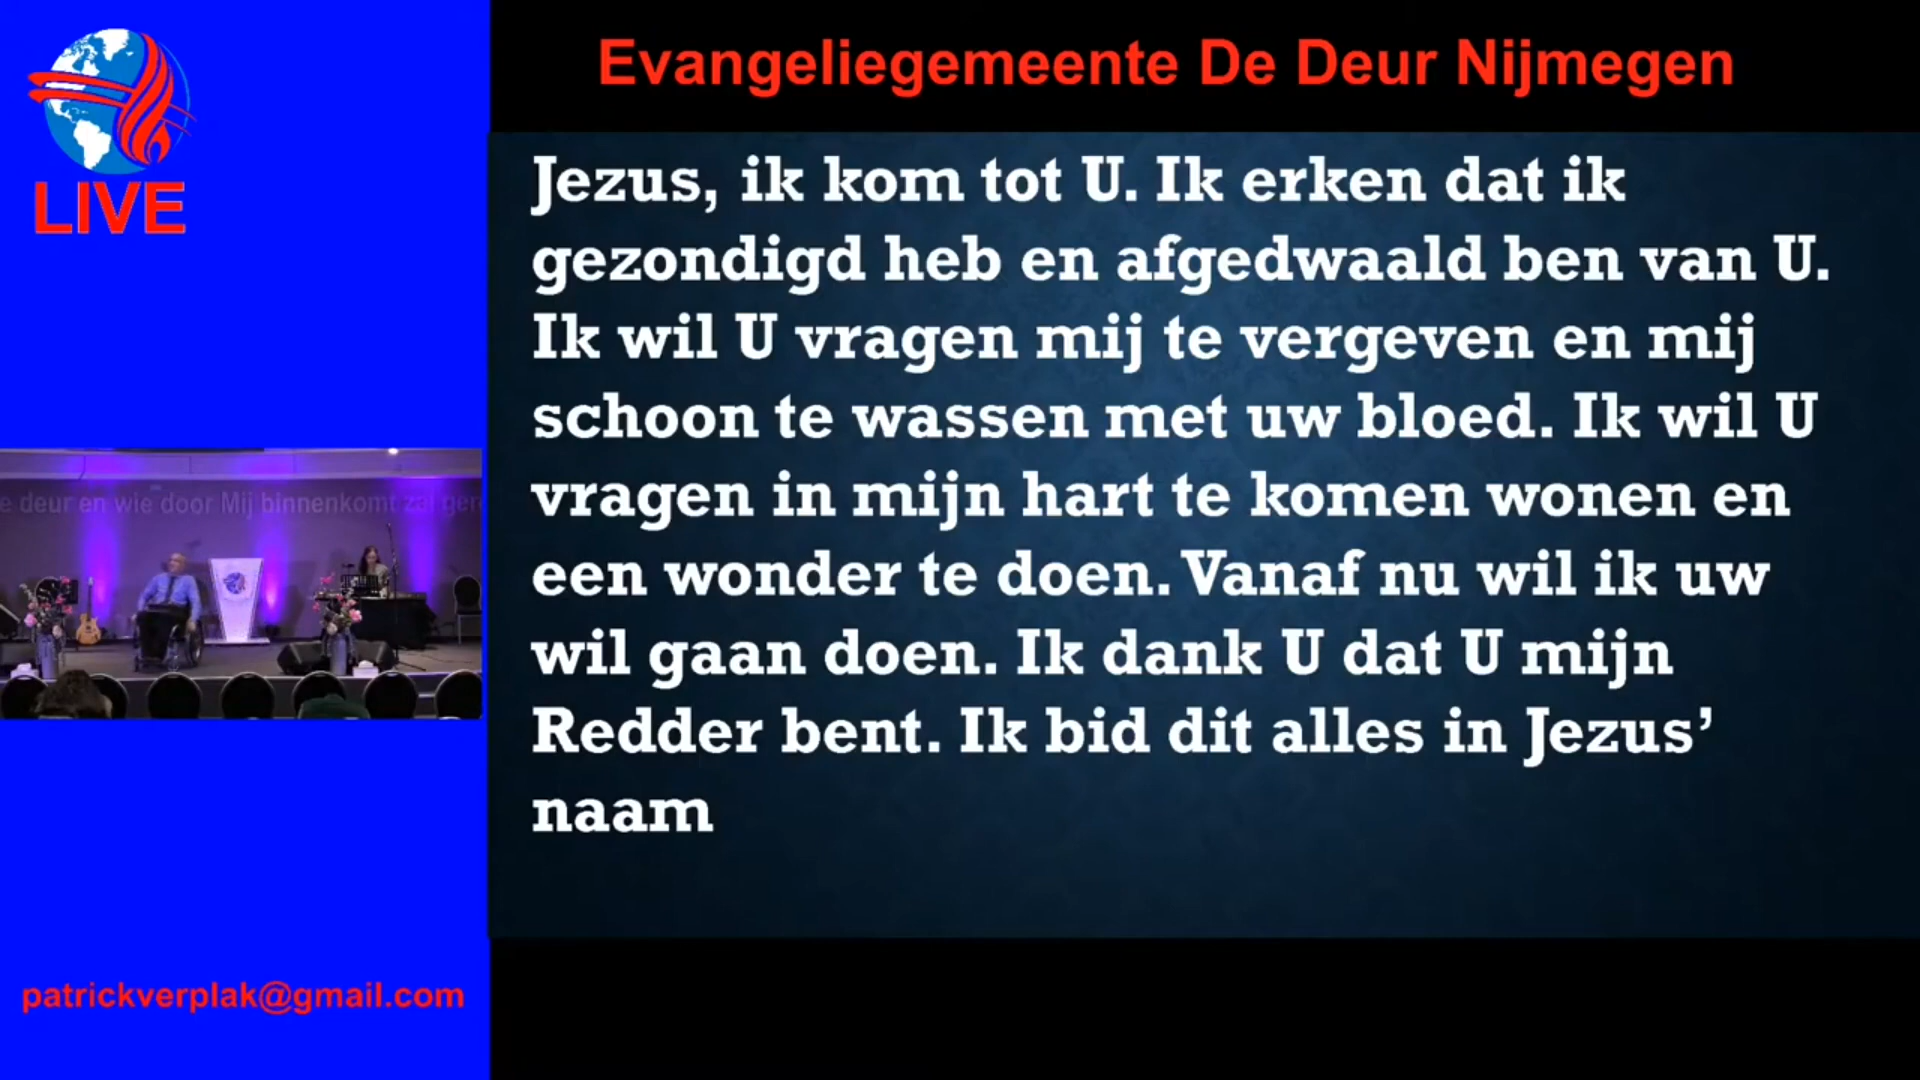 Evangeliegemeente De Deur Nijmegen
LIVE
Jezus, ik kom tot U. Ik erken dat ik
gezondigd heb en afgedwaald ben van U.
Ik wil U vragen mij te vergeven en mij
schoon te wassen met uw bloed. Ik wil U
vragen in mijn hart te komen wonen en
een wonder te doen. Vanaf nu wil ik uw
wil gaan doen. Ik dank U dat U mijn
Redder bent. Ik bid dit alles in Jezus’
naam
e deur en wie door Mij binnenkomt zal gere
patrickverplak@gmail.com